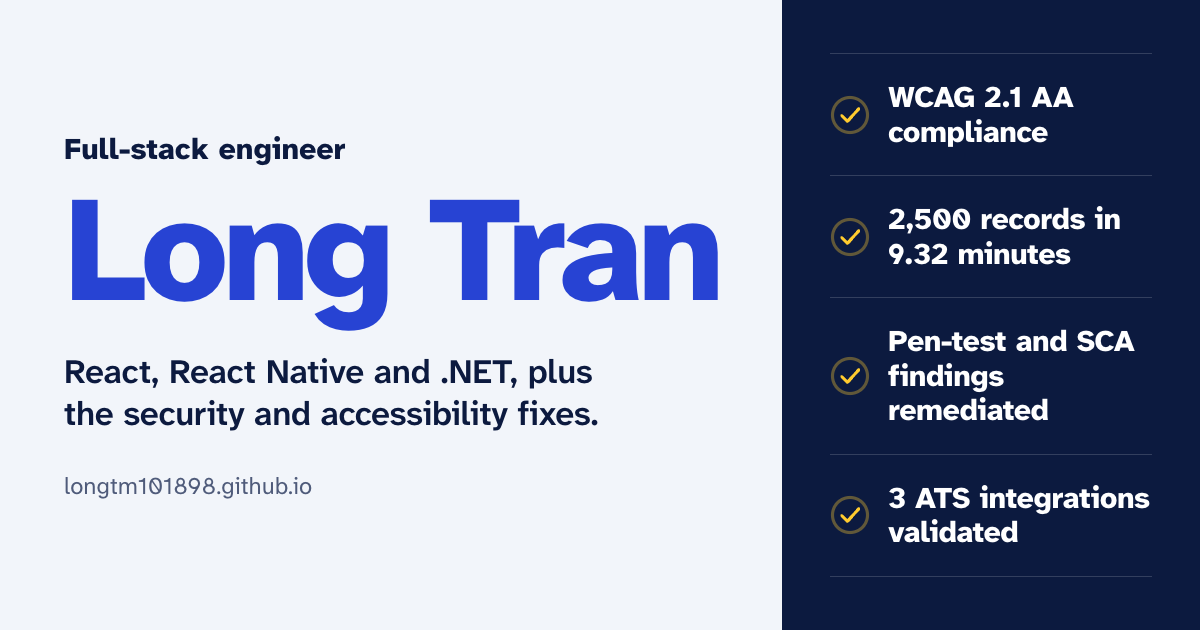 Full-stack engineer
Long Tran
React, React Native and .NET, plus
the security and accessibility fixes.
longtm101898.github.io
WCAG 2.1 AA
compliance
2,500 records in
9.32 minutes
Pen-test and SCA
findings
remediated
3 ATS integrations
validated